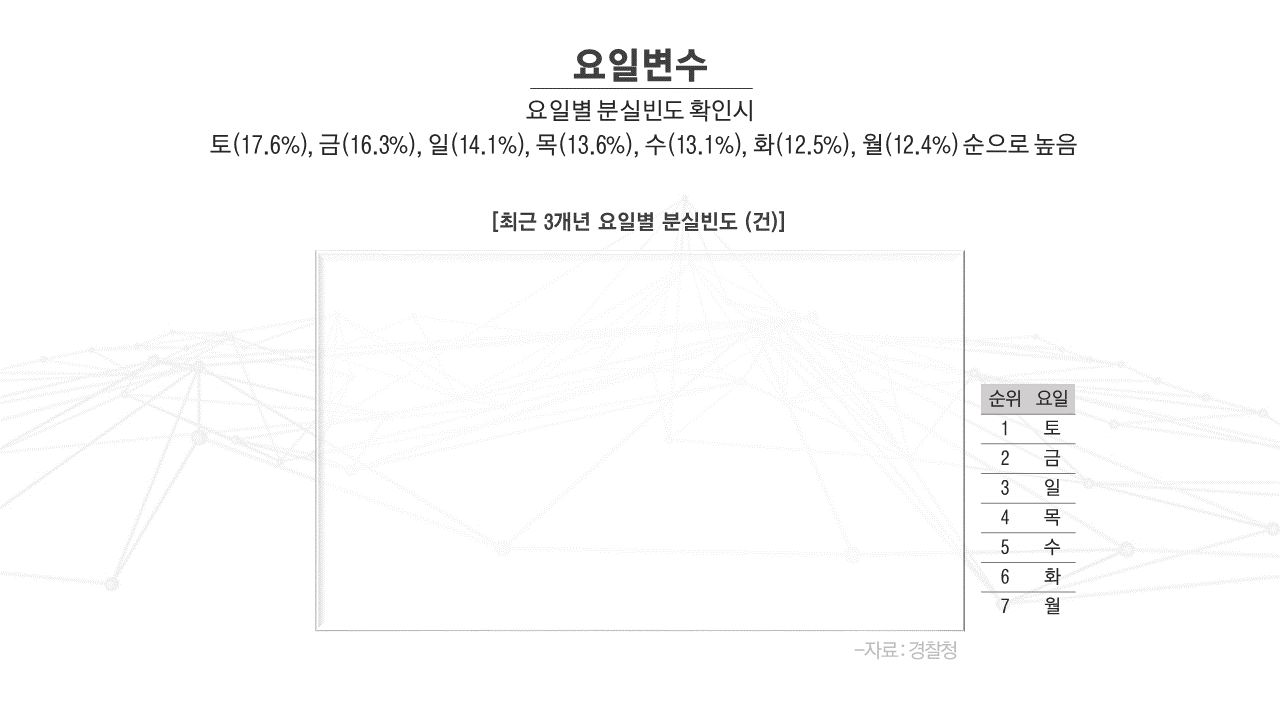 요일변수
요일별 분실빈도 확인시
토(17.6%), 금(16.3%), 일(14.1%), 목(13.6%), 수(13.1%), 화(12.5%), 월(12.4%) 순으로 높음
[최근 3개년 요일별 분실빈도 (건)]
순위 요일
1 토
2 금
3 일
4 목
5 수
6 화
7 월
-자료 : 경찰청